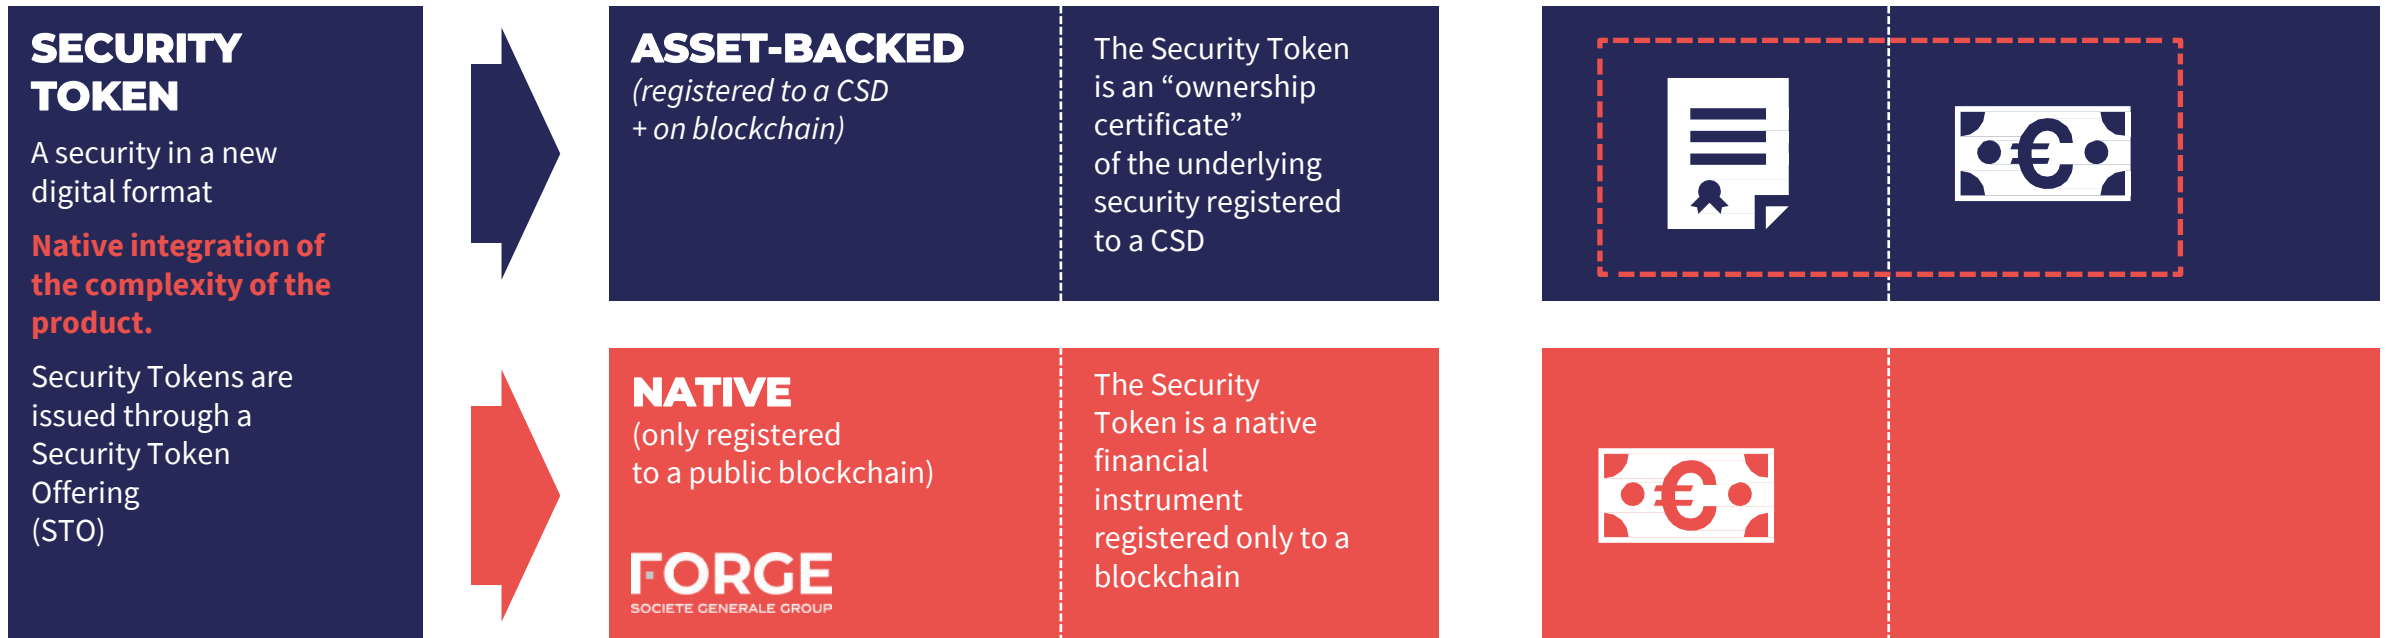 SECURITY
TOKEN
A security in a new
digital format
Native integration of
the complexity of the
product.
Security Tokens are
issued through a
Security Token
Offering
(STO)
ASSET-BACKED
(registered to a CSD
+ on blockchain)
The Security Token
is an “ownership
certificate”
of the underlying
security registered
to a CSD
€
NATIVE
(only registered
to a public blockchain)
FORGE
SOCIETE GENERALE GROUP
The Security
Token is a native
financial
instrument
registered only to a
blockchain
€